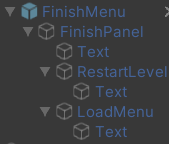 FinishMenu
FinishPanel
Text
RestartLevel
Text
LoadMenu
Text